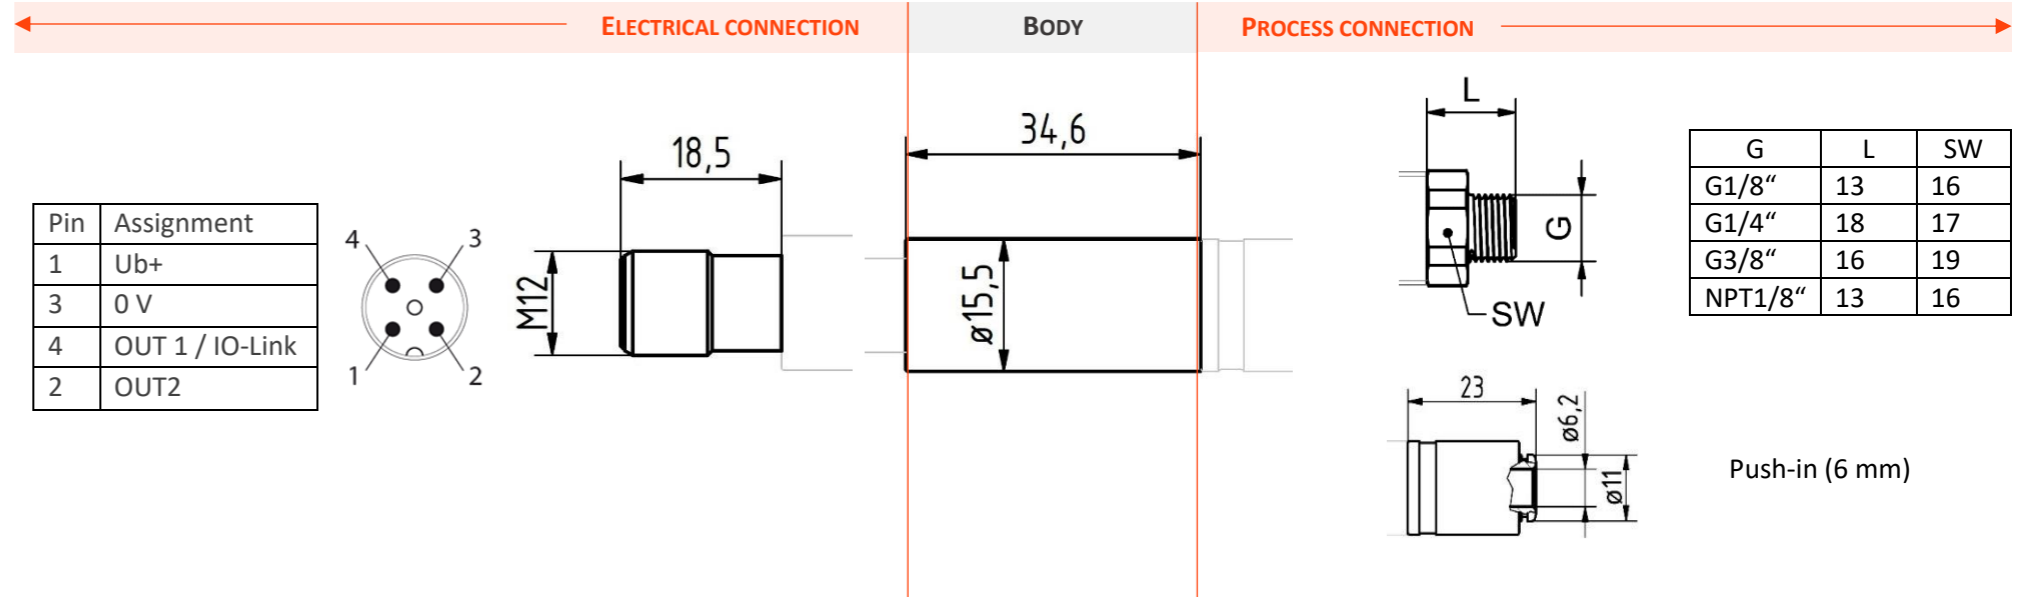 ELECTRICAL CONNECTION
BODY
PROCESS CONNECTION
Pin Assignment
1 Ub+
3 0 V
4 OUT 1 / IO-Link
2 OUT2
4 3
1 2
18,5
M12
34,6
ø15,5
L
G
SW
G L SW
G1/8“ 13 16
G1/4“ 18 17
G3/8“ 16 19
NPT1/8“ 13 16
23
ø6,2
ø11
Push-in (6 mm)